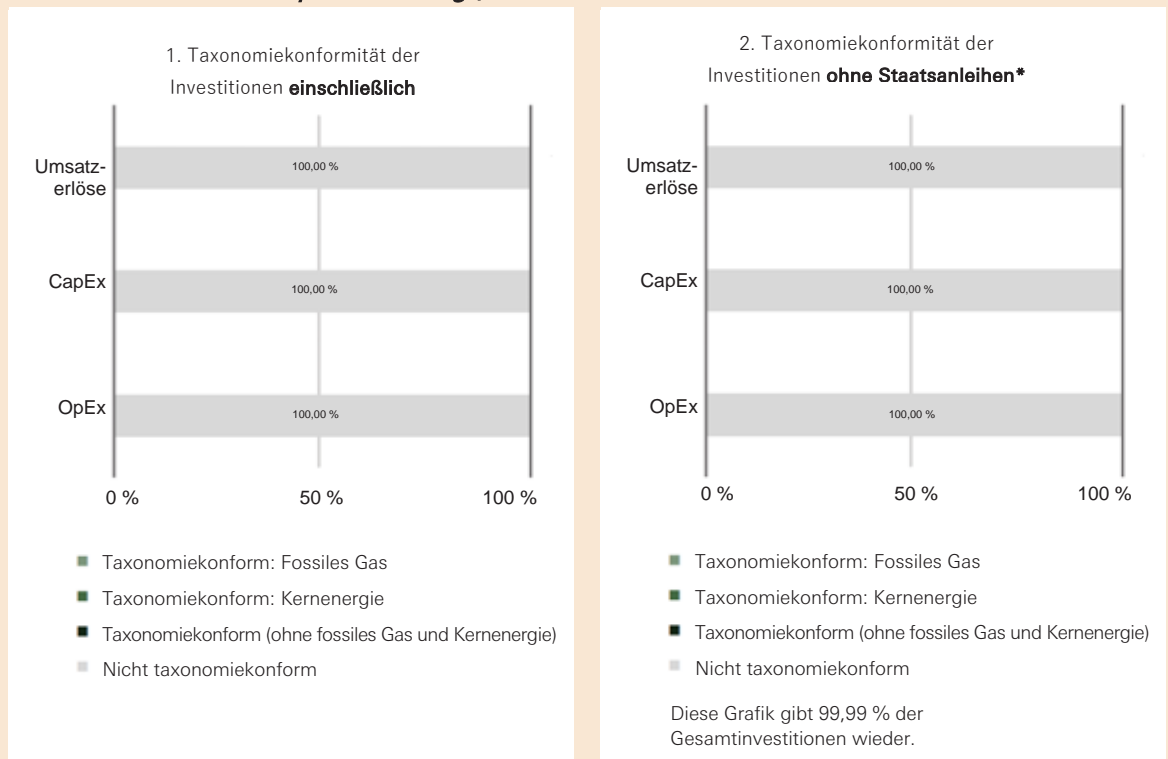 1. Taxonomiekonformität der
Investitionen einschließlich
Umsatz-
erlöse
100,00 %
CapEx
100,00 %
OpEx
100,00 %
0 %
50 %
100 %
Taxonomiekonform: Fossiles Gas
Taxonomiekonform: Kernenergie
Taxonomiekonform (ohne fossiles Gas und Kernenergie)
Nicht taxonomiekonform
2. Taxonomiekonformität der
Investitionen ohne Staatsanleihen*
Umsatz-
erlöse
100,00 %
CapEx
100,00 %
OpEx
100,00 %
0 %
50 %
100 %
Taxonomiekonform: Fossiles Gas
Taxonomiekonform: Kernenergie
Taxonomiekonform (ohne fossiles Gas und Kernenergie)
Nicht taxonomiekonform
Diese Grafik gibt 99,99 % der
Gesamtinvestitionen wieder.